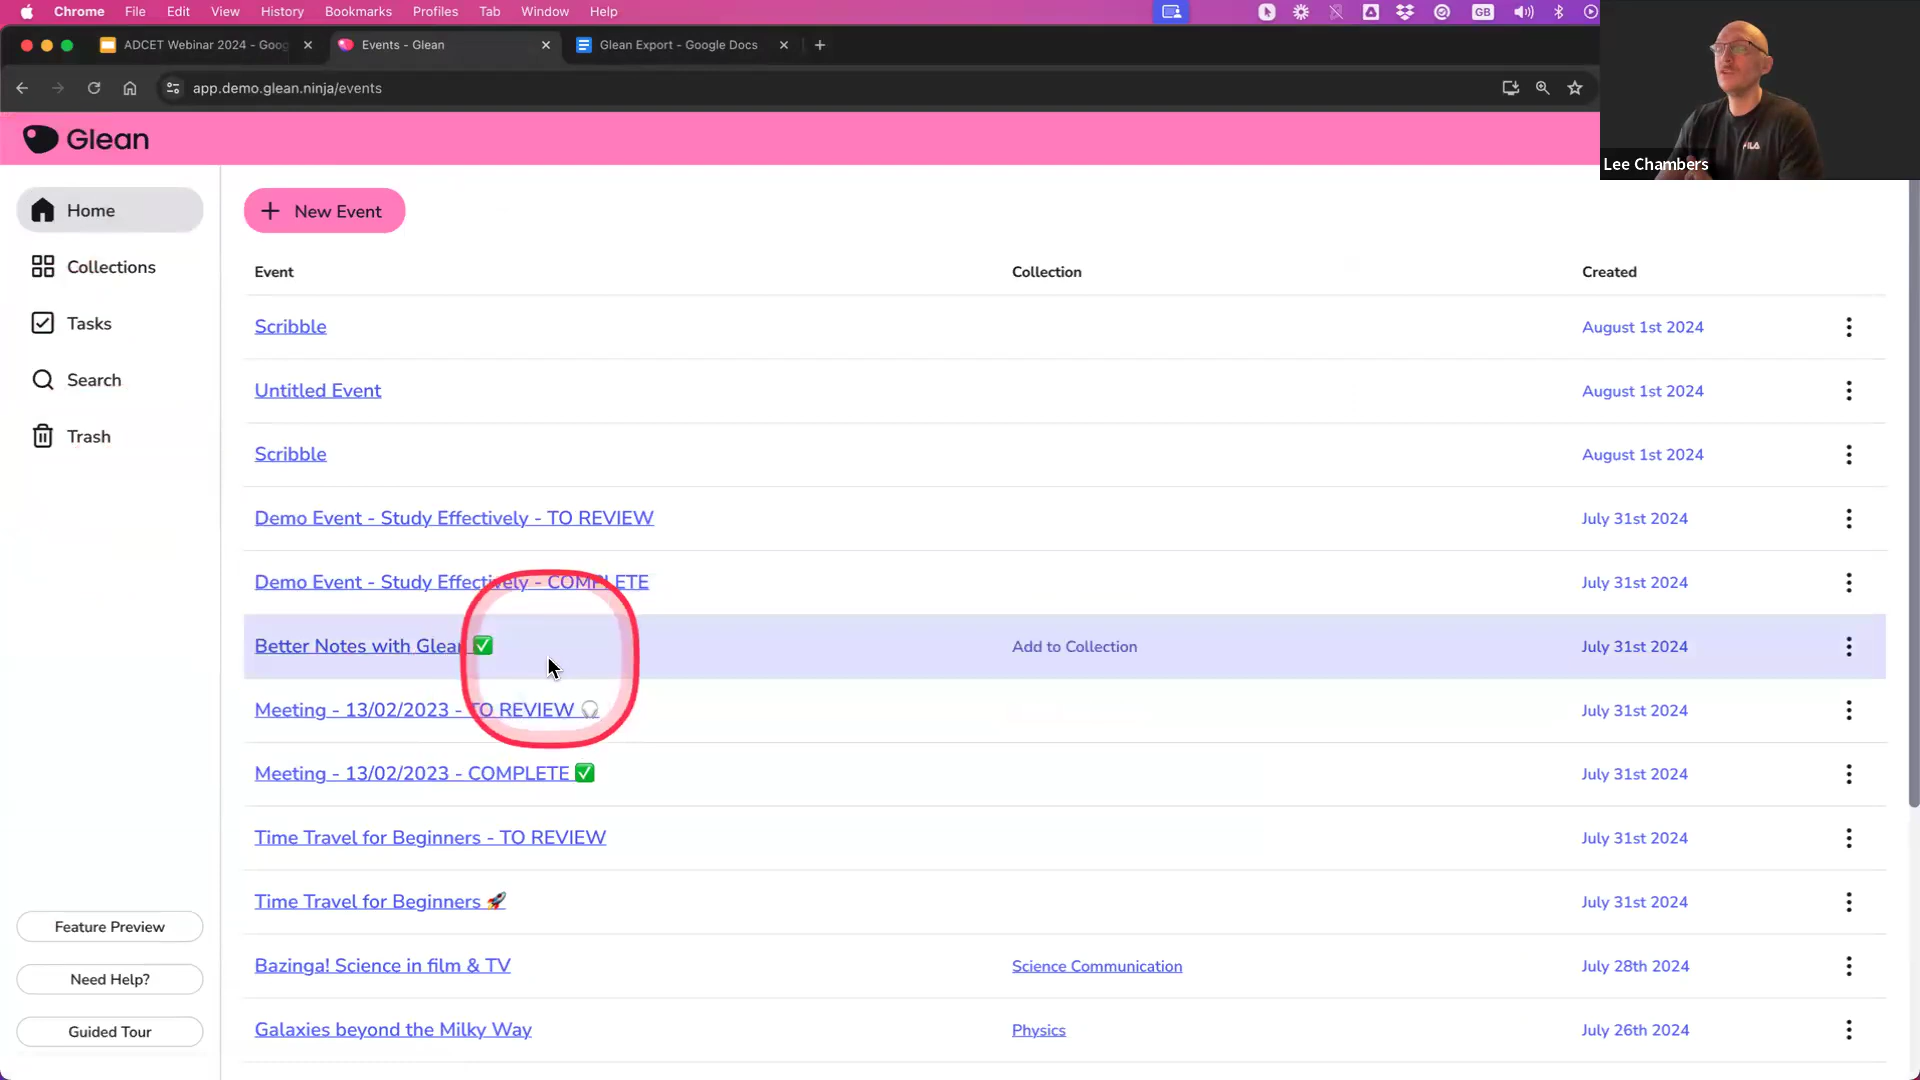 Chrome File Edit View History Bookmarks Profiles Tab Window Help GB
ADCET Webinar 2024 - Goog
Events - Glean
Glean Export - Google Docs
app.demo.glean.ninja/events
Glean
FILA
Lee Chambers
Home
Collections
Tasks
Search
Trash
Feature Preview
Need Help?
Guided Tour
+ New Event
Event Collection Created
Scribble August 1st 2024
Untitled Event August 1st 2024
Scribble August 1st 2024
Demo Event - Study Effectively - TO REVIEW July 31st 2024
Demo Event - Study Effectively - COMPLETE July 31st 2024
Better Notes with Glean ✅ Add to Collection July 31st 2024
Meeting - 13/02/2023 - TO REVIEW 🎧 July 31st 2024
Meeting - 13/02/2023 - COMPLETE ✅ July 31st 2024
Time Travel for Beginners - TO REVIEW July 31st 2024
Time Travel for Beginners 🚀 July 31st 2024
Bazinga! Science in film & TV Science Communication July 28th 2024
Galaxies beyond the Milky Way Physics July 26th 2024